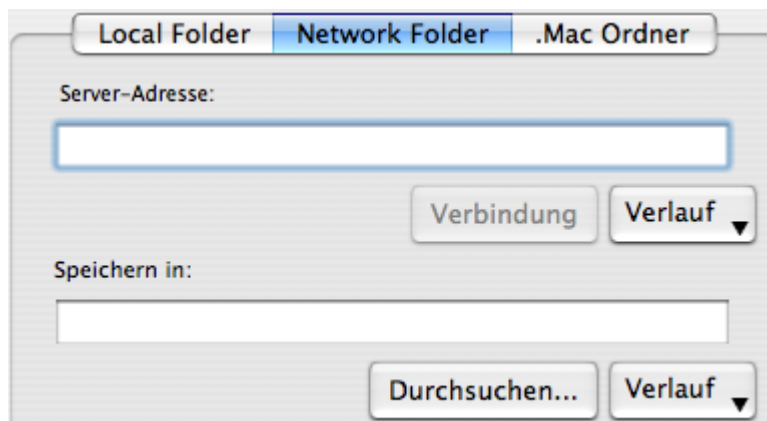 Local Folder Network Folder .Mac Ordner
Server-Adresse:
Verbindung Verlauf
Speichern in:
Durchsuchen... Verlauf